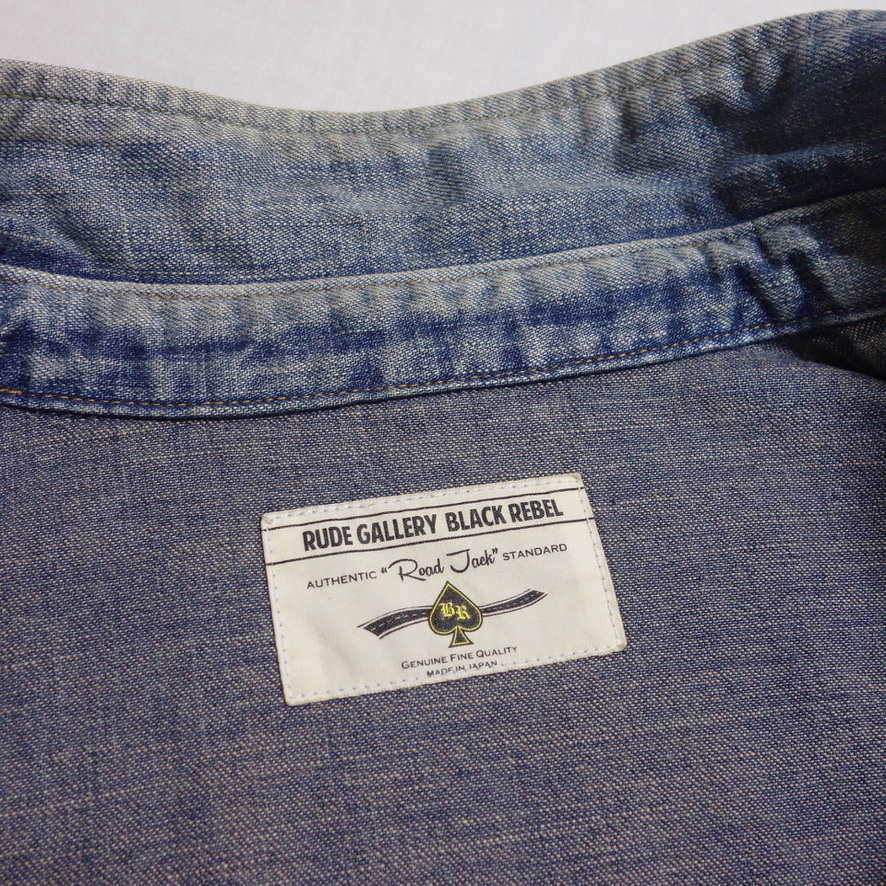 RUDE GALLERY BLACK REBEL
AUTHENTIC "Road Jack" STANDARD
BR
GENUINE FINE QUALITY
MADE IN JAPAN